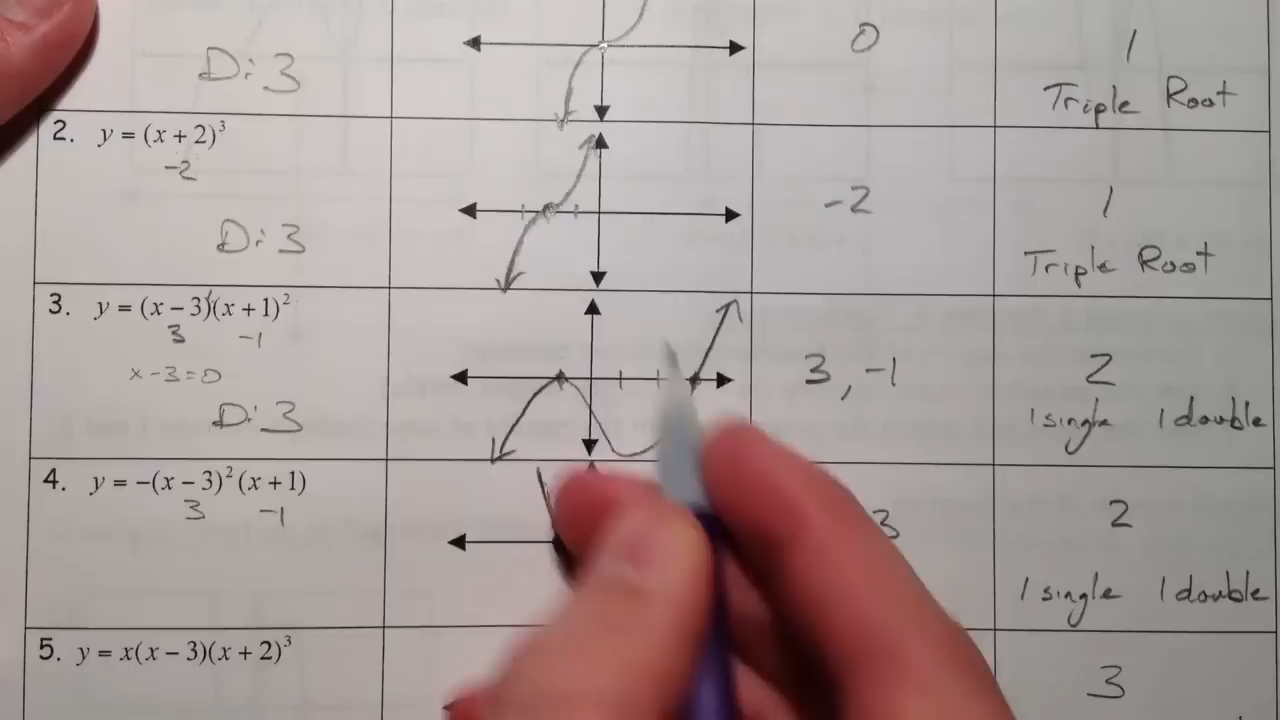 D: 3
0
1
Triple Root
2. y = (x + 2)³
-2
D: 3
-2
1
Triple Root
3. y = (x − 3)(x + 1)²
3 -1
x - 3 = 0
D: 3
3, -1
2
1 single 1 double
4. y = −(x − 3)² (x + 1)
3 -1
3
2
1 single 1 double
5. y = x(x − 3)(x + 2)³
3